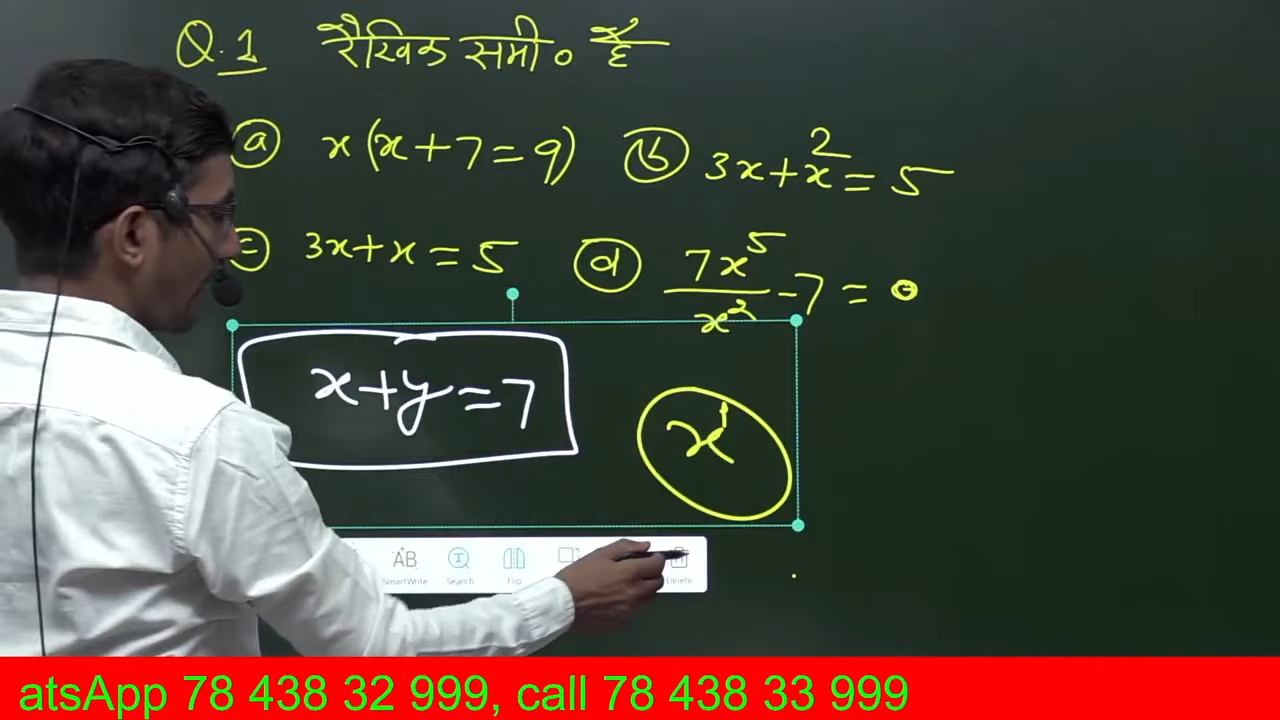 Q.1 रैखिक समी० है
(a) x(x+7=9) (b) 3x+x²=5
(c) 3x+x=5 (d) 7x⁵/x² -7=0
x+y=7
x¹
SmartWrite Search Flip Delete
atsApp 78 438 32 999, call 78 438 33 999